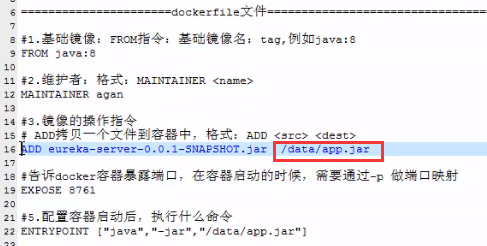 =====================dockerfile文件================================
#1.基础镜像：FROM指令：基础镜像名：tag,例如java:8
FROM java:8
#2.维护者：格式：MAINTAINER <name>
MAINTAINER agan
#3.镜像的操作指令
# ADD拷贝一个文件到容器中，格式：ADD <src> <dest>
ADD eureka-server-0.0.1-SNAPSHOT.jar /data/app.jar
#告诉docker容器暴露端口，在容器启动的时候，需要通过-p 做端口映射
EXPOSE 8761
#5.配置容器启动后，执行什么命令
ENTRYPOINT ["java","-jar","/data/app.jar"]